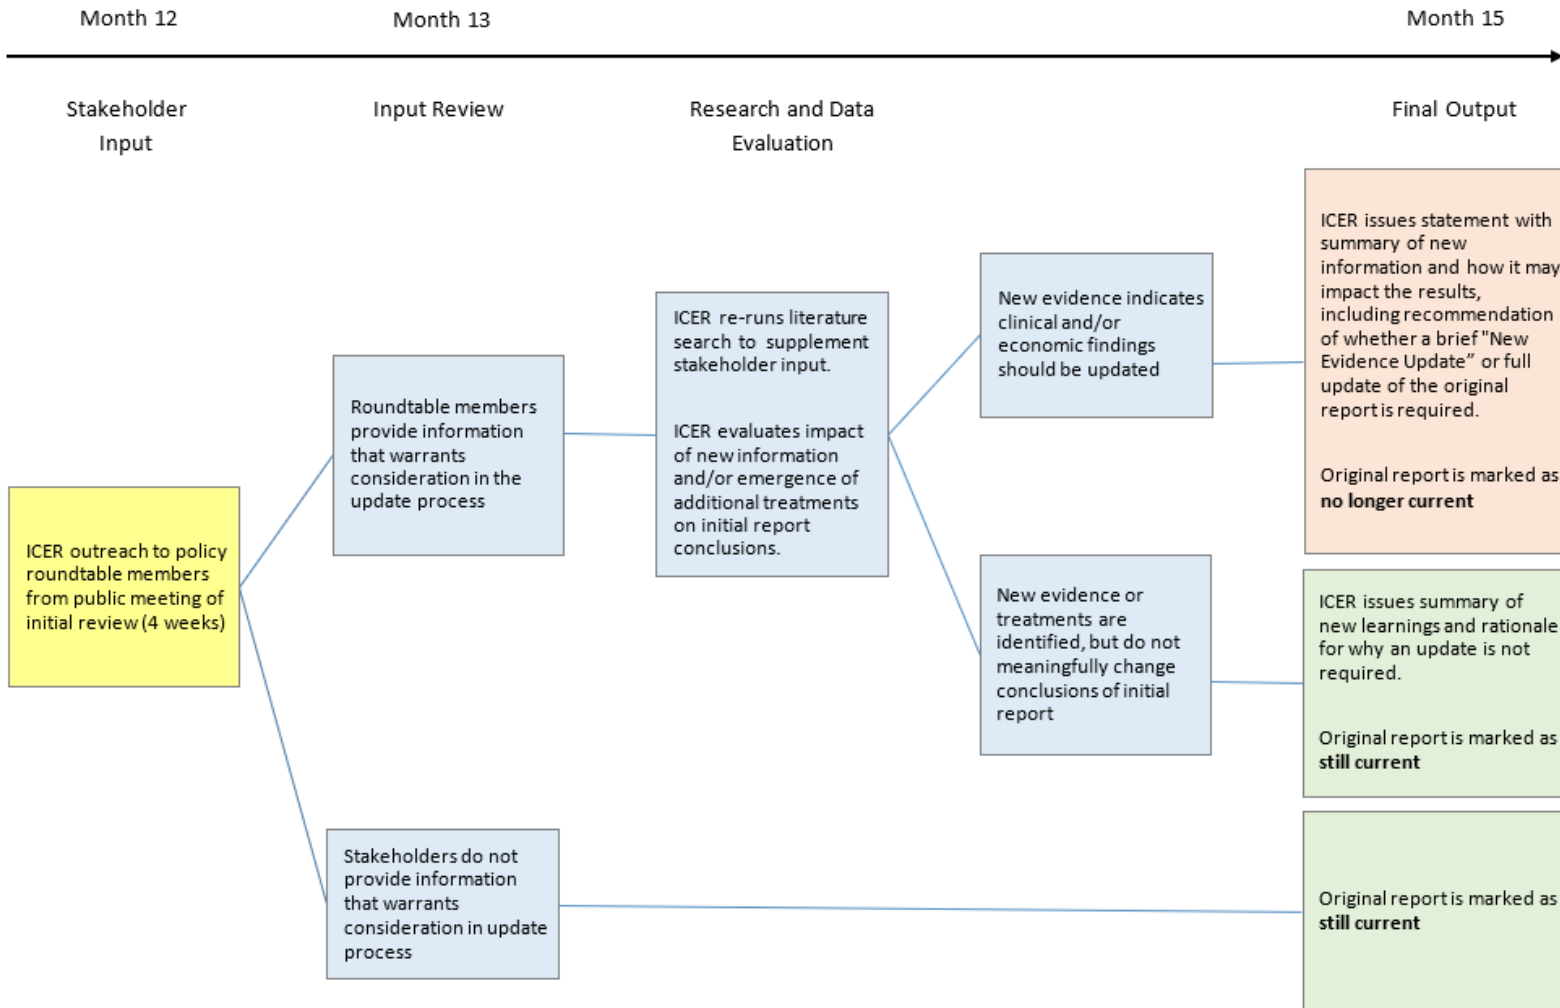 Month 12
Month 13
Month 15
Stakeholder
Input
Input Review
Research and Data
Evaluation
Final Output
ICER outreach to policy
roundtable members
from public meeting of
initial review (4 weeks)
Roundtable members
provide information
that warrants
consideration in the
update process
Stakeholders do not
provide information
that warrants
consideration in update
process
ICER re-runs literature
search to supplement
stakeholder input.
ICER evaluates impact
of new information
and/or emergence of
additional treatments
on initial report
conclusions.
New evidence indicates
clinical and/or
economic findings
should be updated
New evidence or
treatments are
identified, but do not
meaningfully change
conclusions of initial
report
ICER issues statement with
summary of new
information and how it may
impact the results,
including recommendation
of whether a brief "New
Evidence Update” or full
update of the original
report is required.
Original report is marked as
no longer current
ICER issues summary of
new learnings and rationale
for why an update is not
required.
Original report is marked as
still current
Original report is marked as
still current